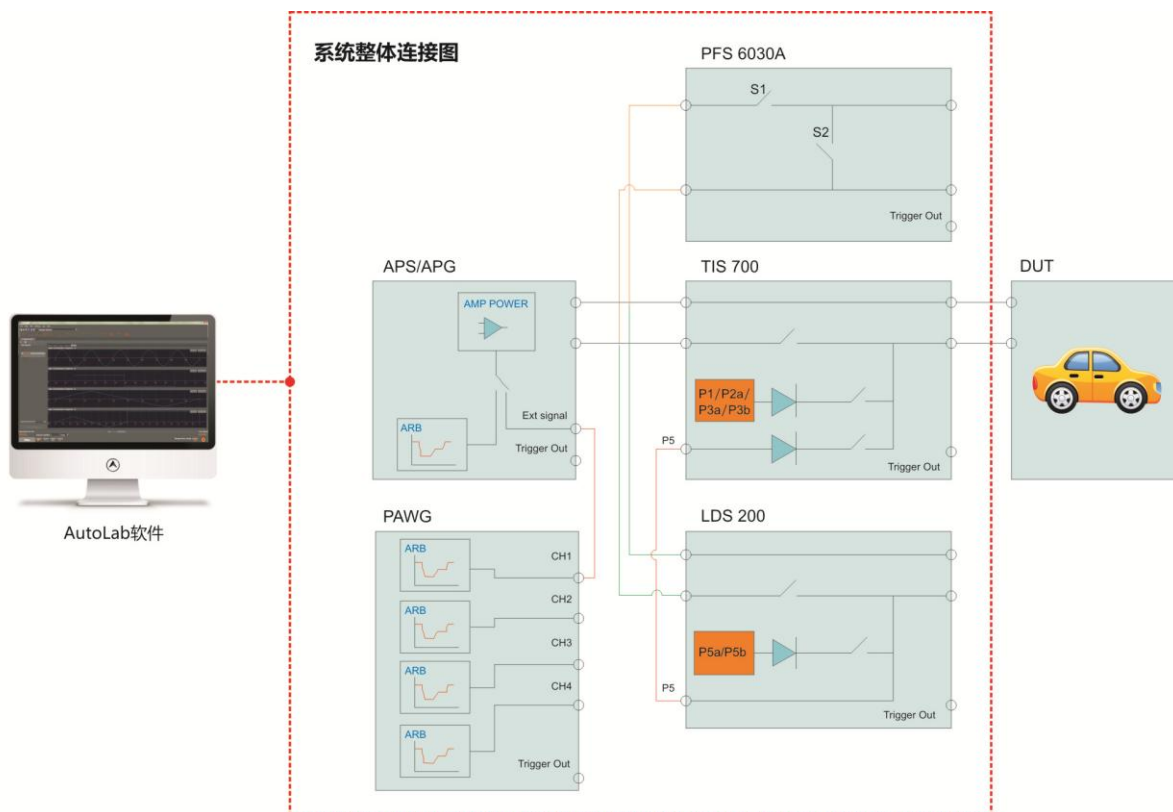 系统整体连接图
PFS 6030A
S1
S2
Trigger Out
APS/APG
AMP POWER
Ext signal
ARB
Trigger Out
TIS 700
P1/P2a/
P3a/P3b
P5
Trigger Out
DUT
AutoLab软件
PAWG
ARB
CH1
ARB
CH2
CH3
ARB
CH4
ARB
Trigger Out
LDS 200
P5a/P5b
P5
Trigger Out